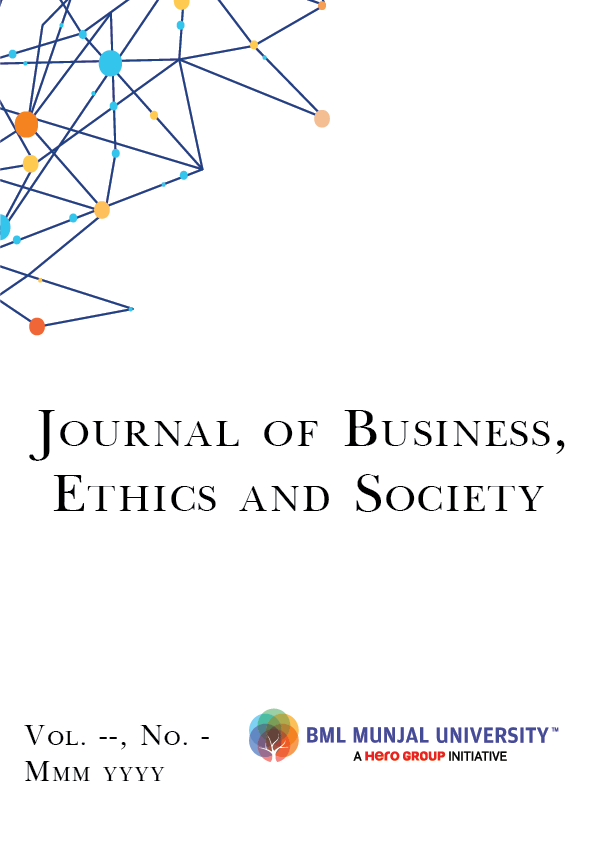 Journal of Business,
Ethics and Society
Vol. --, No. -
Mmm yyyy
BML MUNJAL UNIVERSITY™
A Hero GROUP INITIATIVE